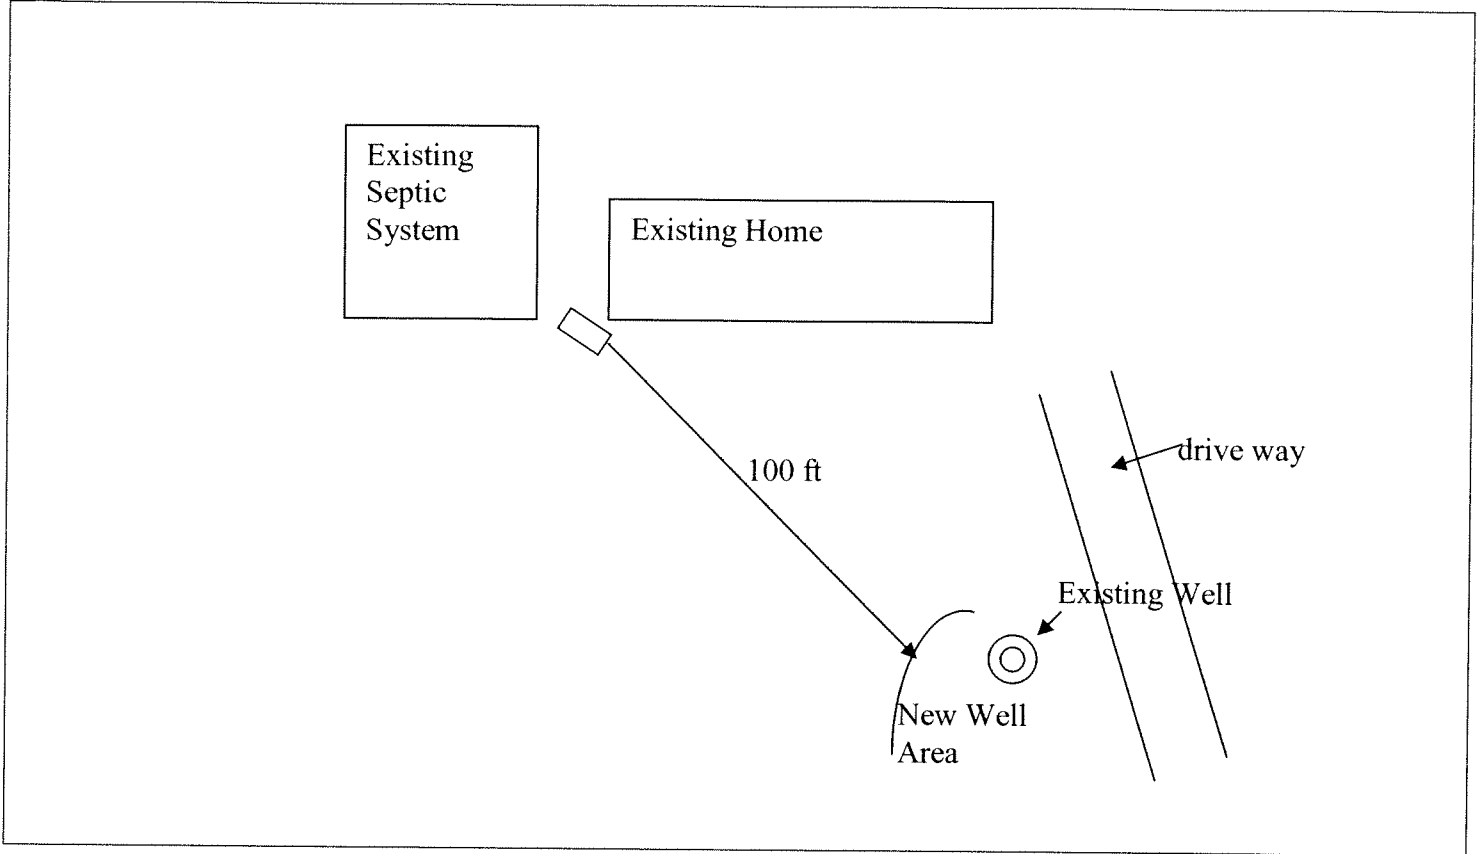 Existing
Septic
System
Existing Home
100 ft
drive way
Existing Well
New Well
Area